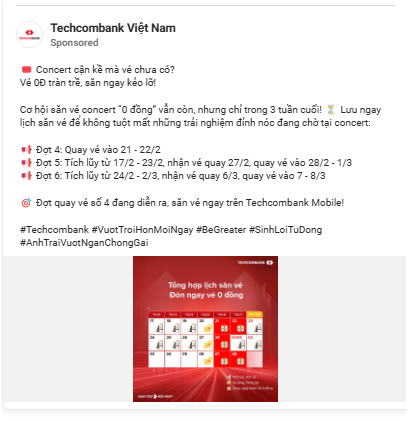 Techcombank Việt Nam
Sponsored
🎟️ Concert cận kề mà vé chưa có?
Vé 0Đ tràn trề, săn ngay kẻo lỡ!
Cơ hội săn vé concert "0 đồng" vẫn còn, nhưng chỉ trong 3 tuần cuối! ⏳ Lưu ngay
lịch săn vé để không tuột mất những trải nghiệm đỉnh nóc đang chờ tại concert:
📢 Đợt 4: Quay vé vào 21 - 22/2
📢 Đợt 5: Tích lũy từ 17/2 - 23/2, nhận vé quay 27/2, quay vé vào 28/2 - 1/3
📢 Đợt 6: Tích lũy từ 24/2 - 2/3, nhận vé quay 6/3, quay vé vào 7 - 8/3
🎯 Đợt quay vé số 4 đang diễn ra, săn vé ngay trên Techcombank Mobile!
#Techcombank #VuotTroiHonMoiNgay #BeGreater #SinhLoiTuDong
#AnhTraiVuotNganChongGai
TECHCOMBANK
Tổng hợp lịch săn vé
Đón ngay vé 0 đồng